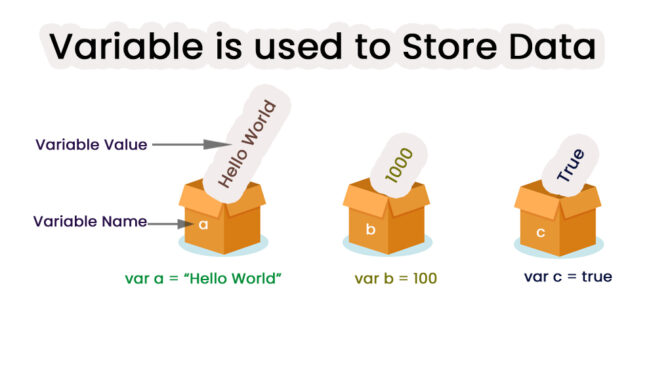 Variable is used to Store Data
Variable Value
Hello World
1000
True
Variable Name
a
b
c
var a = “Hello World”
var b = 100
var c = true